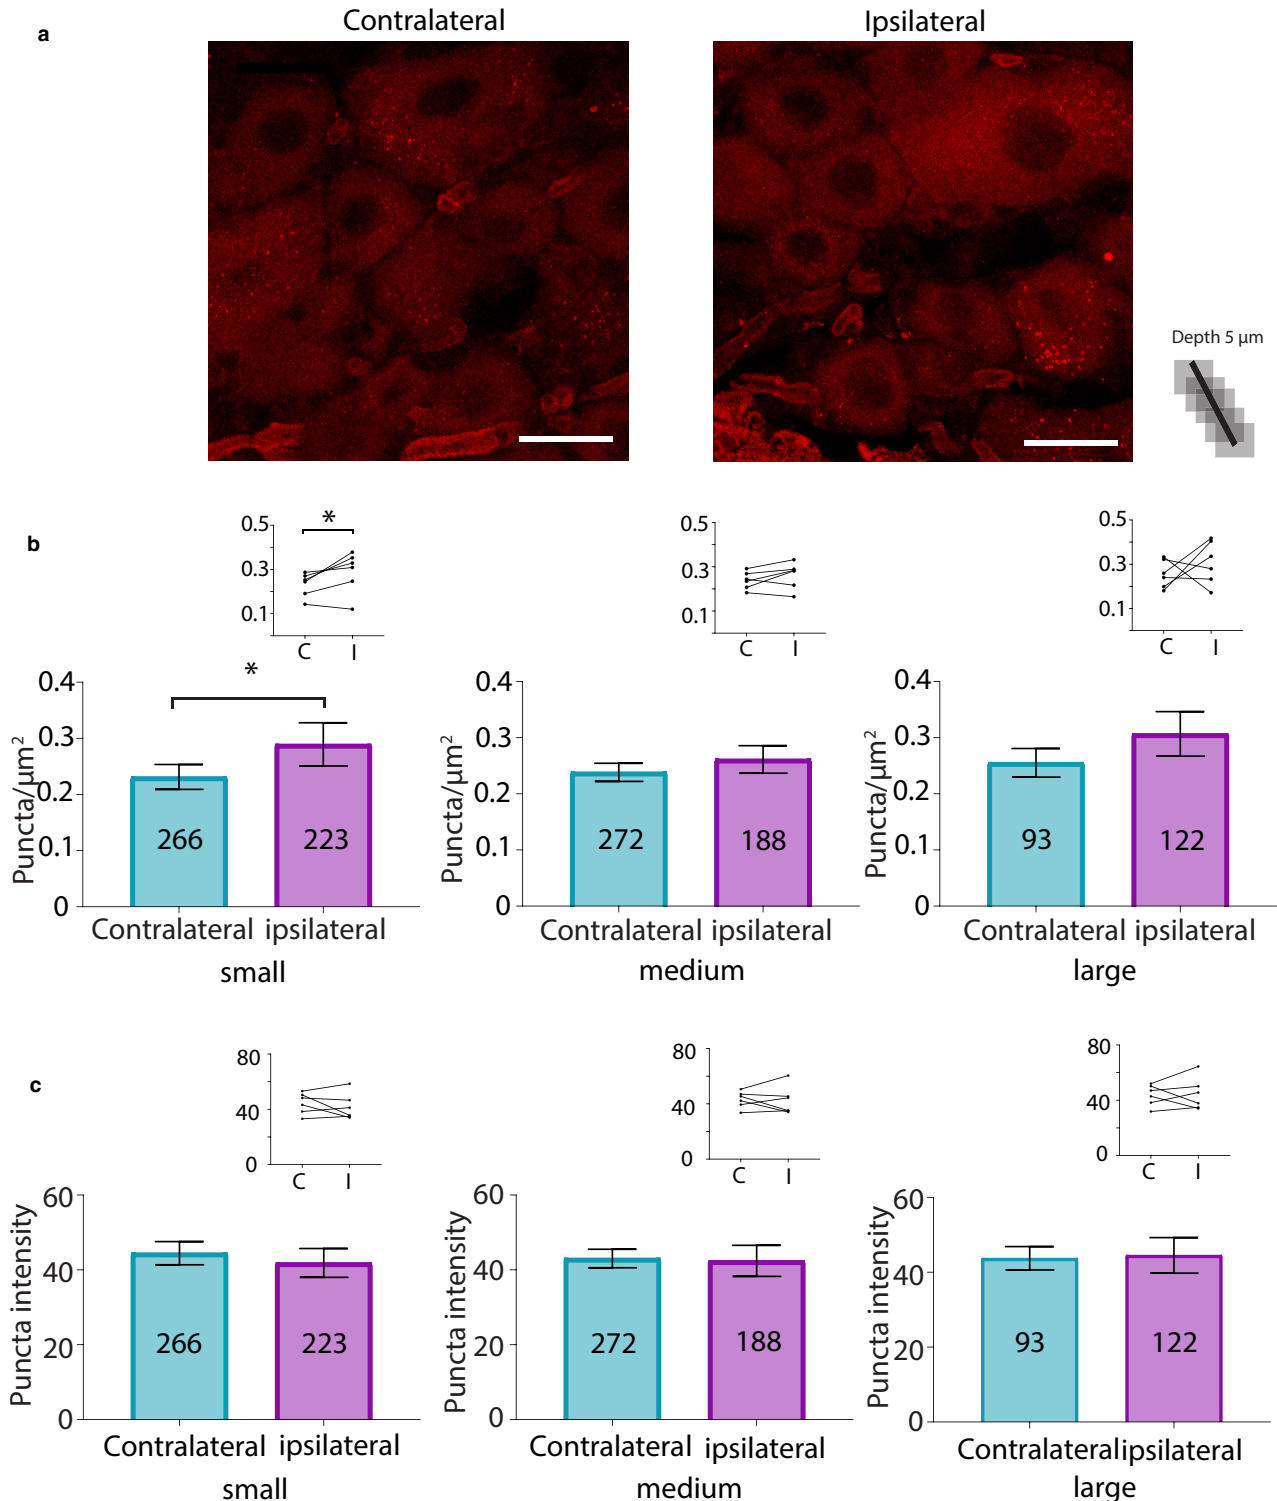 a
Contralateral
Ipsilateral
Depth 5 µm
b
0.5
0.3
0.1
C I
*
0.5
0.3
0.1
C I
0.5
0.3
0.1
C I
Puncta/µm²
0.4
0.3
0.2
0.1
0
*
266
223
Contralateral ipsilateral
small
Puncta/µm²
0.4
0.3
0.2
0.1
0
272
188
Contralateral ipsilateral
medium
Puncta/µm²
0.4
0.3
0.2
0.1
0
93
122
Contralateral ipsilateral
large
c
80
40
0
C I
80
40
0
C I
80
40
0
C I
Puncta intensity
60
40
20
0
266
223
Contralateral ipsilateral
small
Puncta intensity
60
40
20
0
272
188
Contralateral ipsilateral
medium
Puncta intensity
60
40
20
0
93
122
Contralateral ipsilateral
large